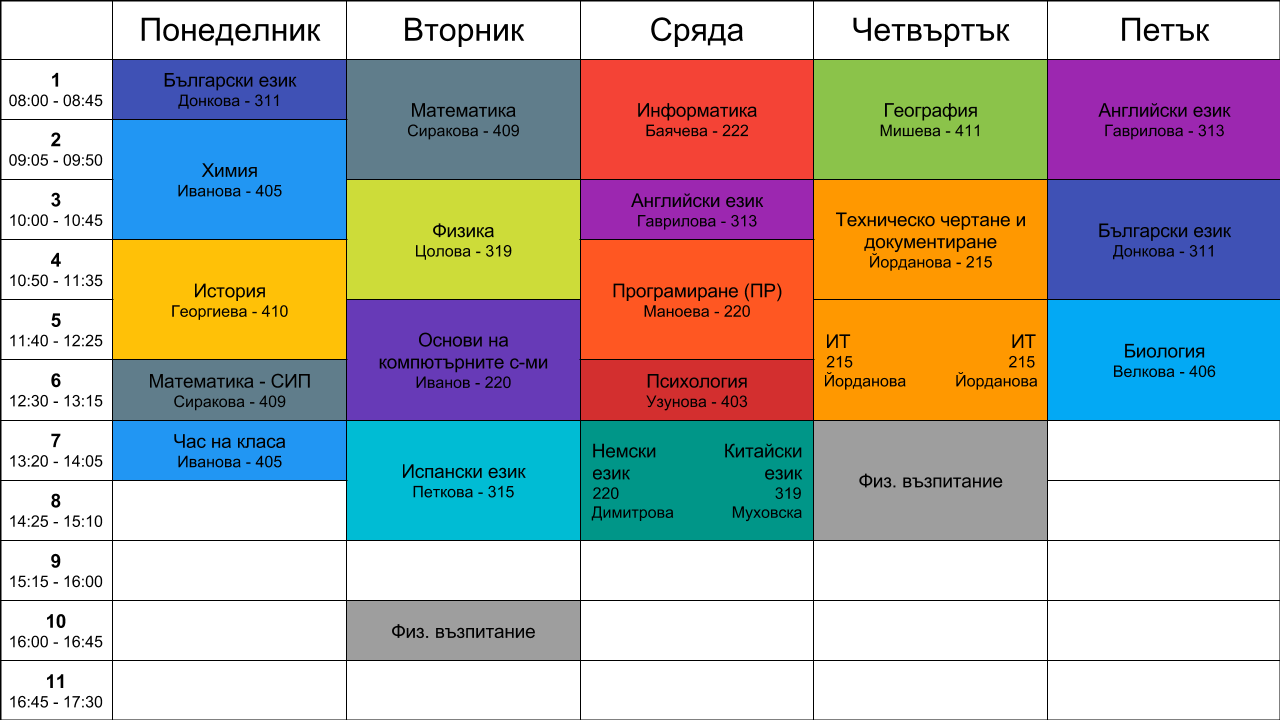 Понеделник Вторник Сряда Четвъртък Петък
1
08:00 - 08:45
Български език
Донкова - 311
Математика
Сиракова - 409
Информатика
Баячева - 222
География
Мишева - 411
Английски език
Гаврилова - 313
2
09:05 - 09:50
Химия
Иванова - 405
3
10:00 - 10:45
Физика
Цолова - 319
Английски език
Гаврилова - 313
Техническо чертане и
документиране
Йорданова - 215
Български език
Донкова - 311
4
10:50 - 11:35
История
Георгиева - 410
Програмиране (ПР)
Маноева - 220
5
11:40 - 12:25
Основи на
компютърните с-ми
Иванов - 220
ИТ
215
Йорданова
ИТ
215
Йорданова
Биология
Велкова - 406
6
12:30 - 13:15
Математика - СИП
Сиракова - 409
Психология
Узунова - 403
7
13:20 - 14:05
Час на класа
Иванова - 405
Испански език
Петкова - 315
Немски
език
220
Димитрова
Китайски
език
319
Муховска
Физ. възпитание
8
14:25 - 15:10
9
15:15 - 16:00
10
16:00 - 16:45
Физ. възпитание
11
16:45 - 17:30